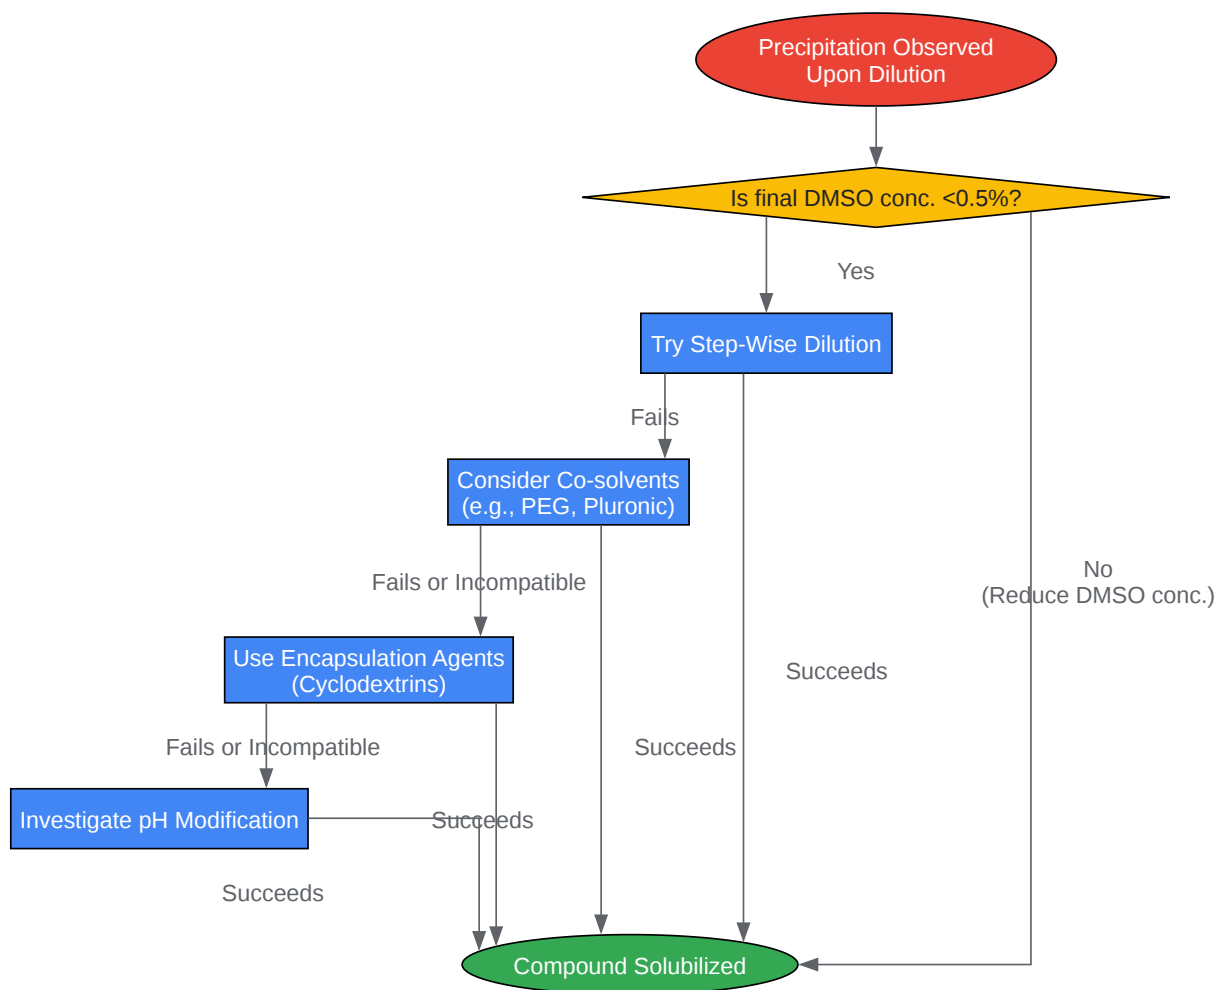 Precipitation Observed
Upon Dilution
Is final DMSO conc. <0.5%?
Yes
Try Step-Wise Dilution
Fails
Consider Co-solvents
(e.g., PEG, Pluronic)
No
(Reduce DMSO conc.)
Fails or Incompatible
Use Encapsulation Agents
(Cyclodextrins)
Succeeds
Fails or Incompatible
Succeeds
Investigate pH Modification
Succeeds
Succeeds
Compound Solubilized